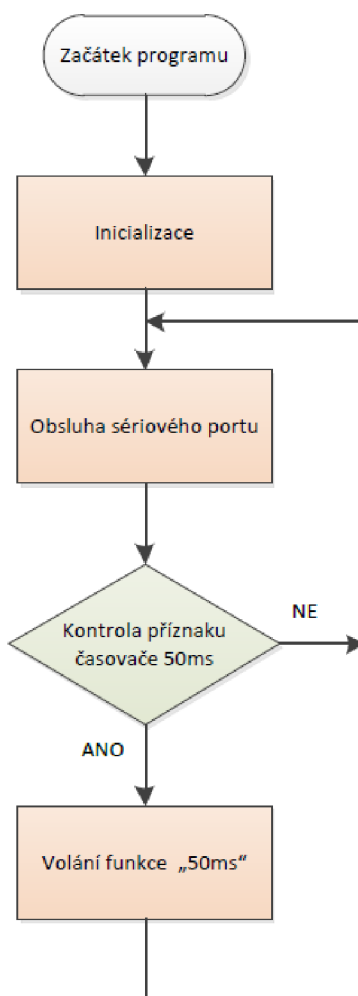 Začátek programu
Inicializace
Obsluha sériového portu
Kontrola příznaku
časovače 50ms
NE
ANO
Volání funkce „50ms“